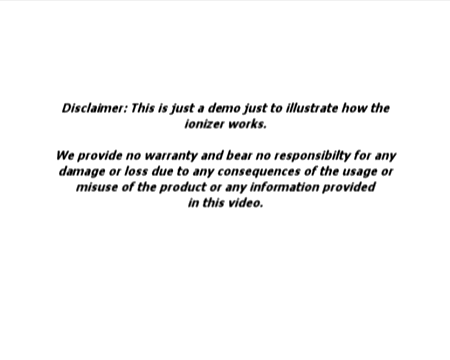 Disclaimer: This is just a demo just to illustrate how the
ionizer works.
We provide no warranty and bear no responsibilty for any
damage or loss due to any consequences of the usage or
misuse of the product or any information provided
in this video.